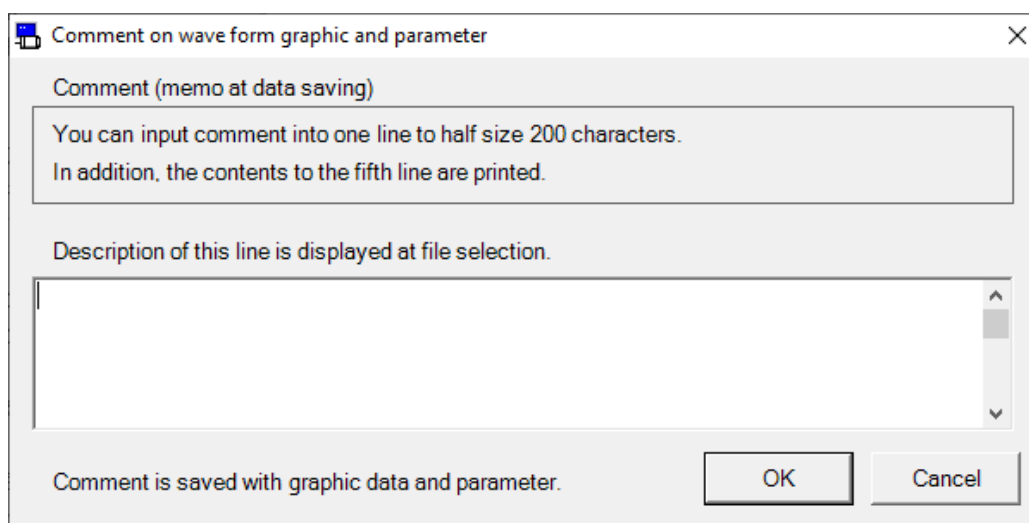 Comment on wave form graphic and parameter
Comment (memo at data saving)
You can input comment into one line to half size 200 characters.
In addition, the contents to the fifth line are printed.
Description of this line is displayed at file selection.
Comment is saved with graphic data and parameter.
OK
Cancel